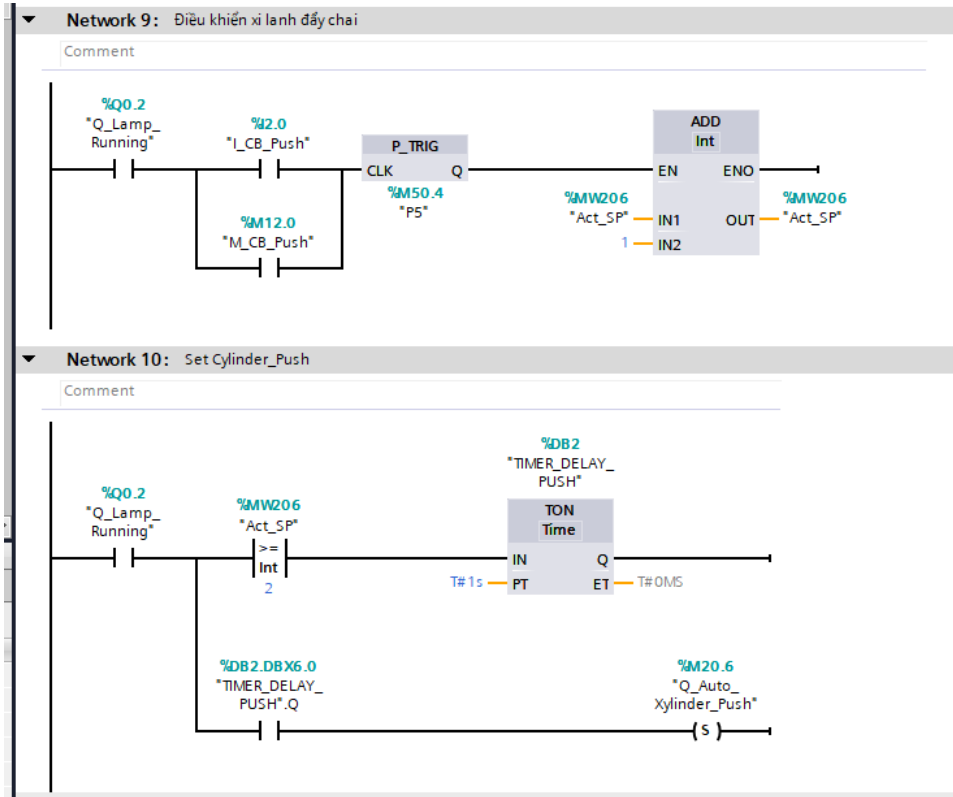 Network 9: Điều khiến xi lanh đẩy chai
Comment
%Q0.2
"Q_Lamp_
Running"
%I2.0
"I_CB_Push"
%M12.0
"M_CB_Push"
P_TRIG
CLK Q
%M50.4
"P5"
ADD
Int
EN ENO
%MW206
"Act_SP"
IN1
1
IN2
OUT
%MW206
"Act_SP"
Network 10: Set Cylinder_Push
Comment
%Q0.2
"Q_Lamp_
Running"
%MW206
"Act_SP"
>=
Int
2
%DB2
"TIMER_DELAY_
PUSH"
TON
Time
IN Q
T#1s
PT ET
T#0MS
%DB2.DBX6.0
"TIMER_DELAY_
PUSH".Q
%M20.6
"Q_Auto_
Xylinder_Push"
S